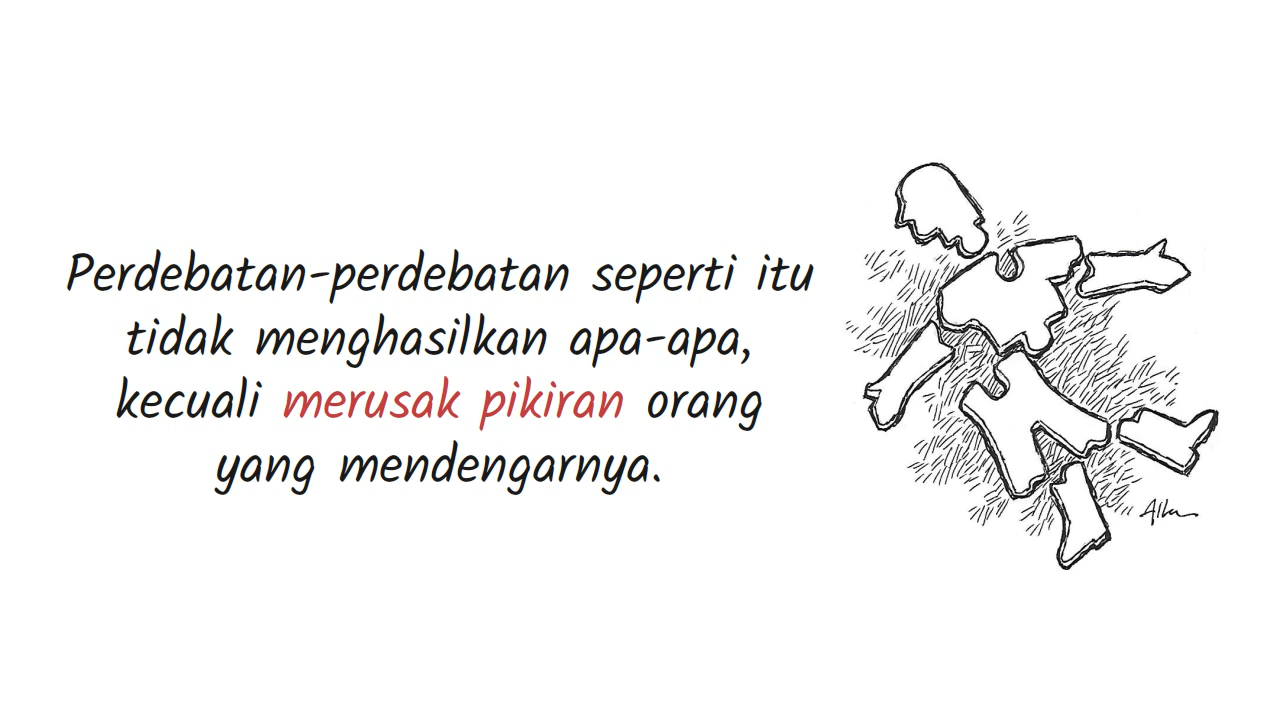 Perdebatan-perdebatan seperti itu
tidak menghasilkan apa-apa,
kecuali merusak pikiran orang
yang mendengarnya.